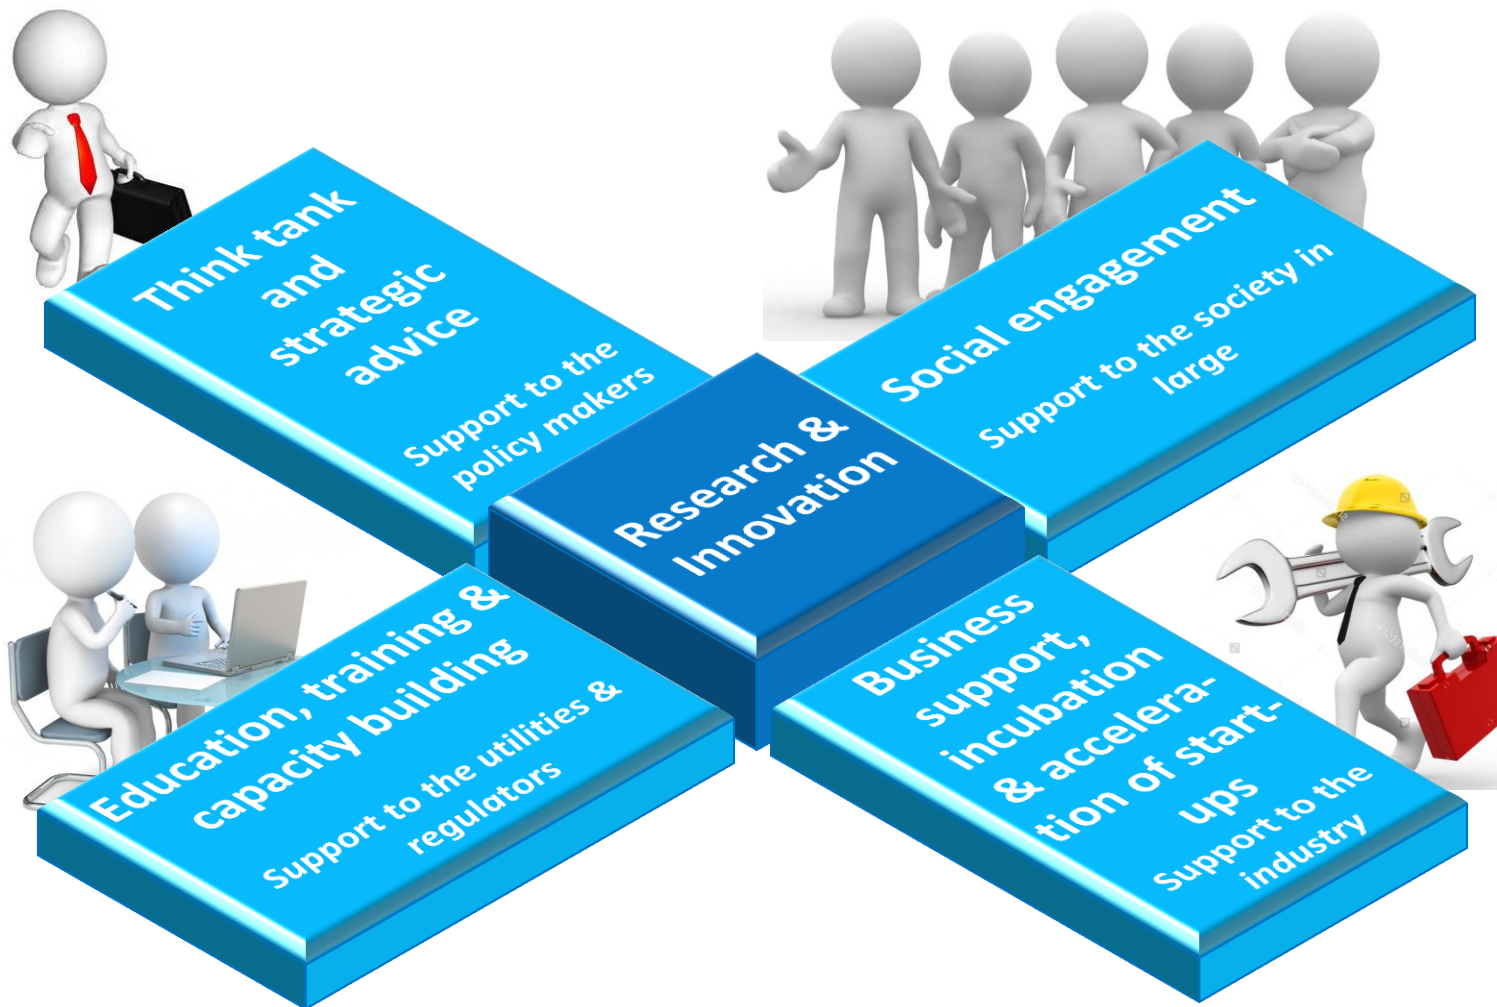 Think tank
and
strategic
advice
Support to the
policy makers
Social engagement
Support to the society in
large
Research &
Innovation
Education, training &
capacity building
Support to the utilities &
regulators
Business
support,
incubation
& accelera-
tion of start-
ups
Support to the
industry